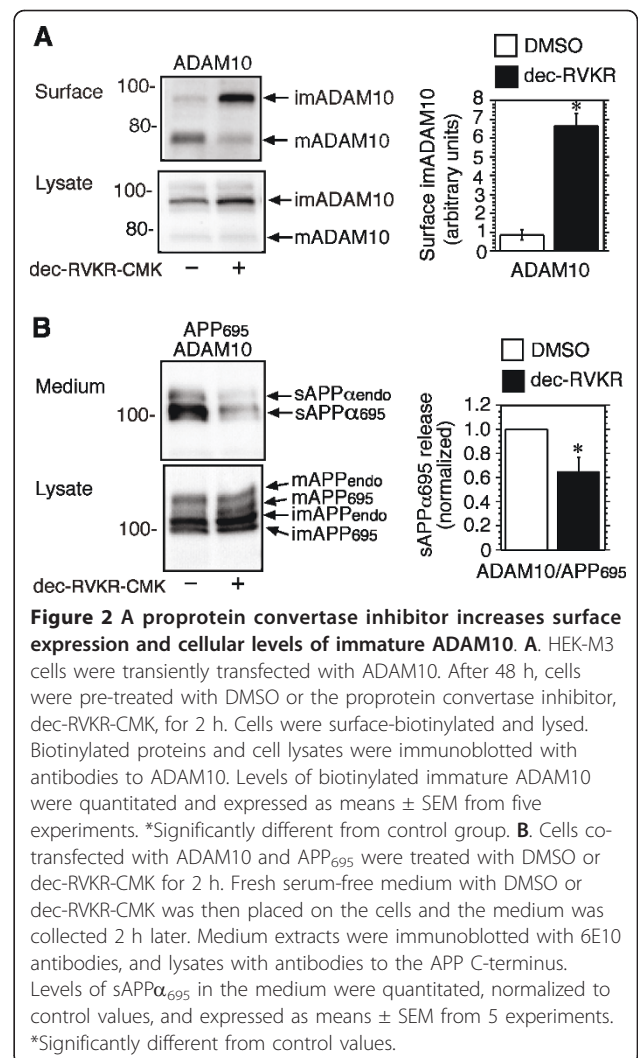 A
ADAM10
Surface
100-
80-
imADAM10
mADAM10
Lysate
100-
80-
imADAM10
mADAM10
dec-RVKR-CMK − +
DMSO
dec-RVKR
Surface imADAM10
(arbitrary units)
8
7
6
5
4
3
2
1
0
*
ADAM10
B
APP695
ADAM10
Medium
100-
sAPPαendo
sAPPα695
Lysate
100-
mAPPendo
mAPP695
imAPPendo
imAPP695
dec-RVKR-CMK − +
DMSO
dec-RVKR
sAPPα695 release
(normalized)
1.2
1.0
0.8
0.6
0.4
0.2
0
*
ADAM10/APP695
Figure 2 A proprotein convertase inhibitor increases surface
expression and cellular levels of immature ADAM10. A. HEK-M3
cells were transiently transfected with ADAM10. After 48 h, cells
were pre-treated with DMSO or the proprotein convertase inhibitor,
dec-RVKR-CMK, for 2 h. Cells were surface-biotinylated and lysed.
Biotinylated proteins and cell lysates were immunoblotted with
antibodies to ADAM10. Levels of biotinylated immature ADAM10
were quantitated and expressed as means ± SEM from five
experiments. *Significantly different from control group. B. Cells co-
transfected with ADAM10 and APP695 were treated with DMSO or
dec-RVKR-CMK for 2 h. Fresh serum-free medium with DMSO or
dec-RVKR-CMK was then placed on the cells and the medium was
collected 2 h later. Medium extracts were immunoblotted with 6E10
antibodies, and lysates with antibodies to the APP C-terminus.
Levels of sAPPα695 in the medium were quantitated, normalized to
control values, and expressed as means ± SEM from 5 experiments.
*Significantly different from control values.